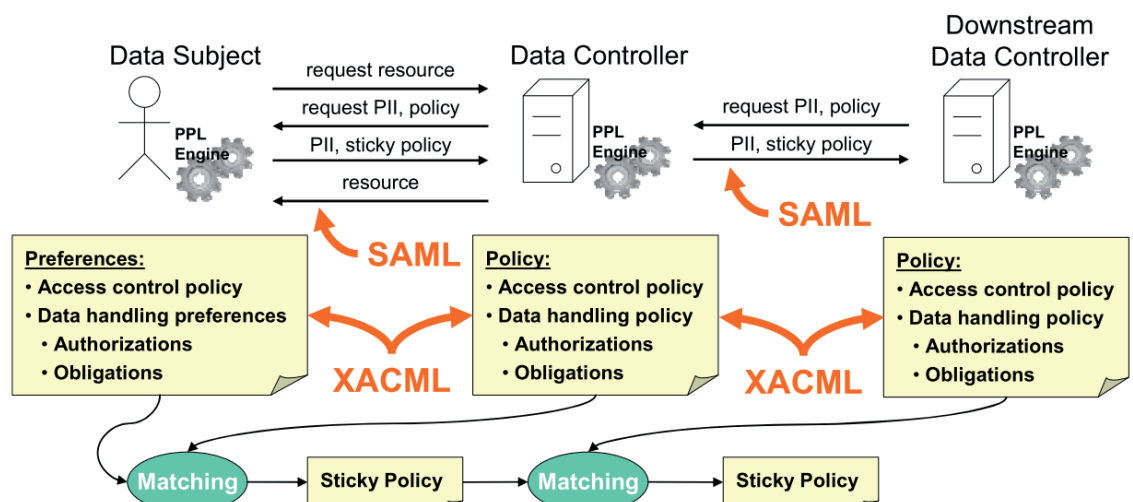 Data Subject
Data Controller
Downstream
Data Controller
request resource
request PII, policy
PII, sticky policy
resource
request PII, policy
PII, sticky policy
PPL
Engine
PPL
Engine
PPL
Engine
SAML
SAML
Preferences:
• Access control policy
• Data handling preferences
• Authorizations
• Obligations
Policy:
• Access control policy
• Data handling policy
• Authorizations
• Obligations
Policy:
• Access control policy
• Data handling policy
• Authorizations
• Obligations
XACML
XACML
Matching
Sticky Policy
Matching
Sticky Policy